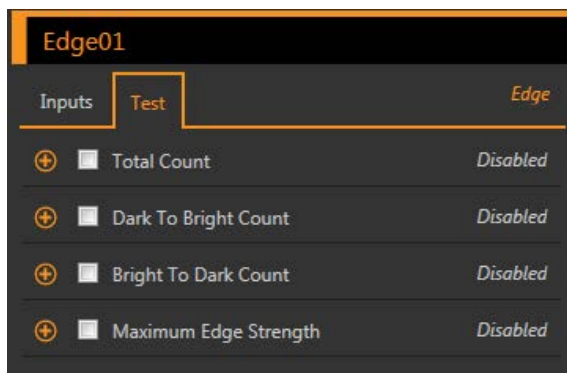 Edge01
Inputs Test Edge
Total Count Disabled
Dark To Bright Count Disabled
Bright To Dark Count Disabled
Maximum Edge Strength Disabled